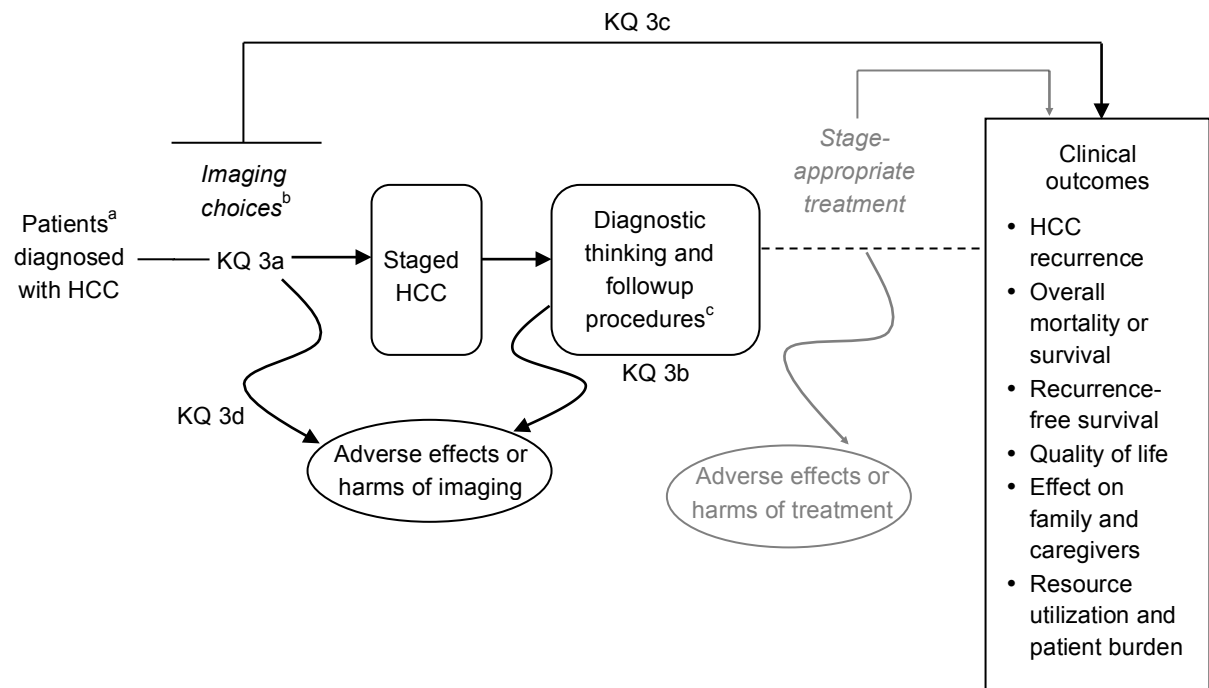 KQ 3c
Imaging
choices^b
Patients^a
diagnosed
with HCC
KQ 3a
Staged
HCC
Diagnostic
thinking and
followup
procedures^c
KQ 3b
KQ 3d
Adverse effects or
harms of imaging
Stage-
appropriate
treatment
Adverse effects or
harms of treatment
Clinical
outcomes
• HCC
recurrence
• Overall
mortality or
survival
• Recurrence-
free survival
• Quality of life
• Effect on
family and
caregivers
• Resource
utilization and
patient burden